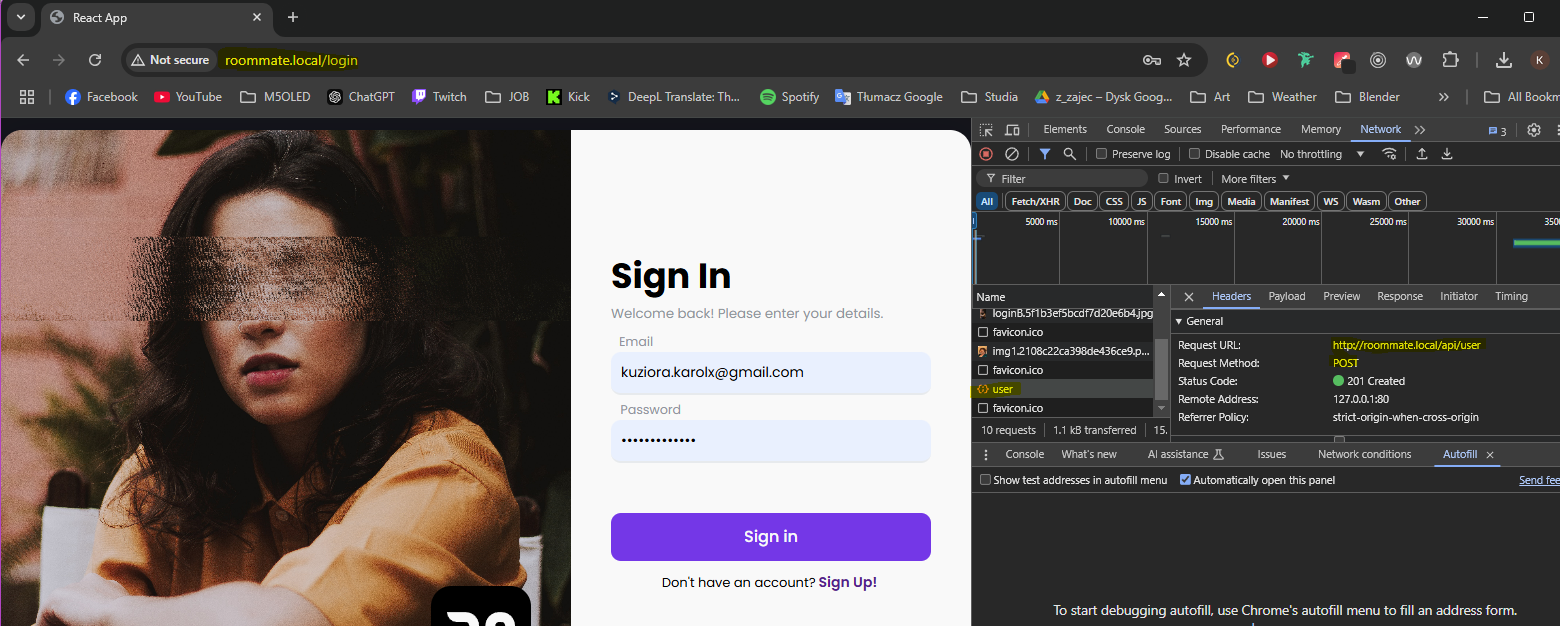 React App
Not secure
roommate.local/login
K
Facebook
YouTube
M5OLED
ChatGPT
Twitch
JOB
Kick
DeepL Translate: Th...
Spotify
Tłumacz Google
Studia
z_zajec – Dysk Goog...
Art
Weather
Blender
All Bookm
Sign In
Welcome back! Please enter your details.
Email
kuziora.karolx@gmail.com
Password
•••••••••••••
Sign in
Don't have an account? Sign Up!
Elements
Console
Sources
Performance
Memory
Network
3
Preserve log
Disable cache
No throttling
Filter
Invert
More filters
All
Fetch/XHR
Doc
CSS
JS
Font
Img
Media
Manifest
WS
Wasm
Other
5000 ms
10000 ms
15000 ms
20000 ms
25000 ms
30000 ms
3500
Name
loginB.5f1b3ef5bcdf7d20e6b4.jpg
favicon.ico
img1.2108c22ca398de436ce9.p...
favicon.ico
user
favicon.ico
10 requests
1.1 kB transferred
15.
Headers
Payload
Preview
Response
Initiator
Timing
General
Request URL: http://roommate.local/api/user
Request Method: POST
Status Code: 201 Created
Remote Address: 127.0.0.1:80
Referrer Policy: strict-origin-when-cross-origin
Console
What's new
AI assistance
Issues
Network conditions
Autofill
Show test addresses in autofill menu
Automatically open this panel
Send fee
To start debugging autofill, use Chrome's autofill menu to fill an address form.